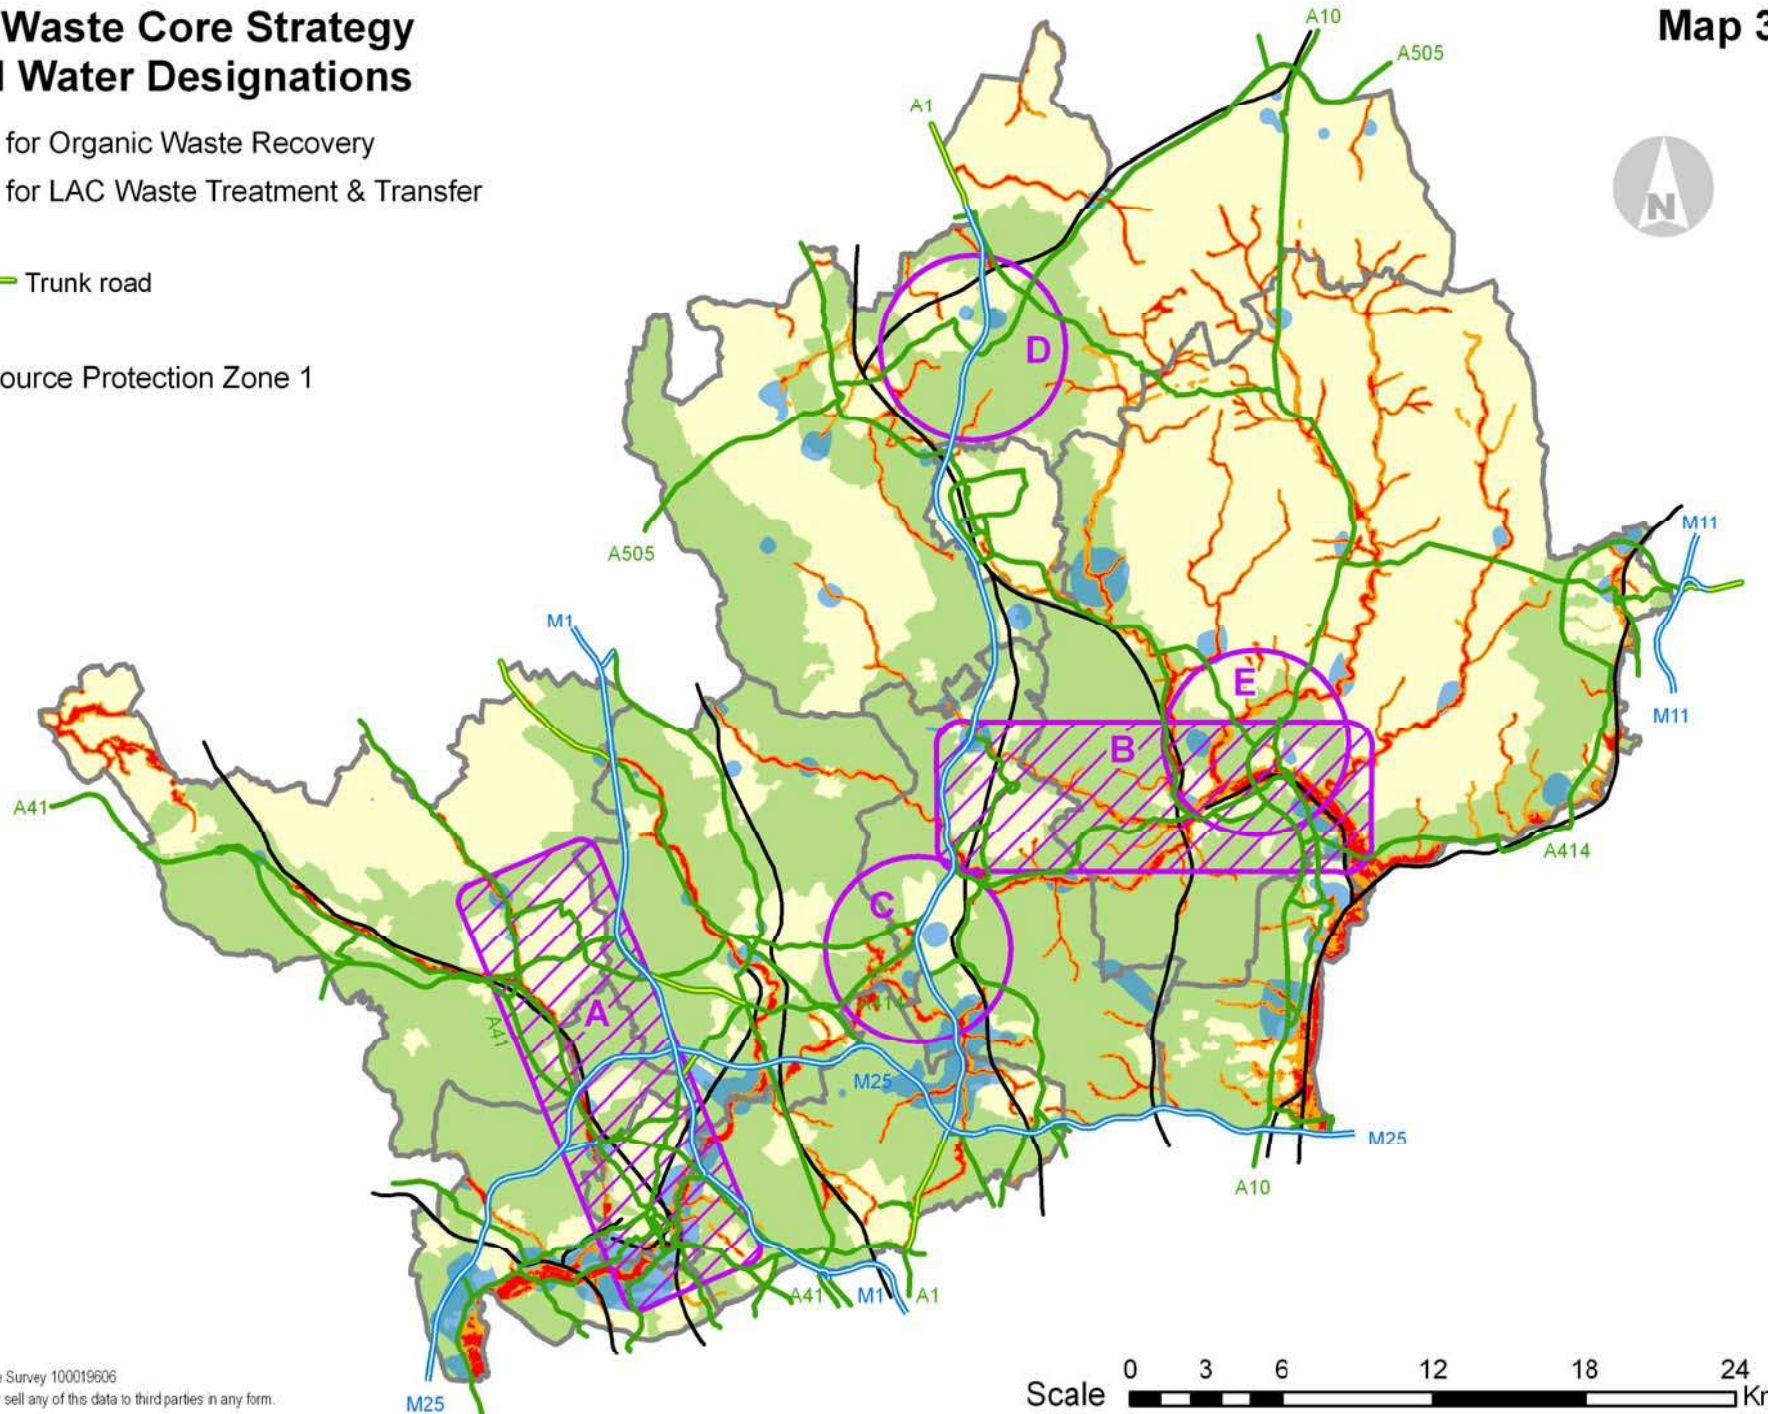 Waste Core Strategy
Water Designations
for Organic Waste Recovery
for LAC Waste Treatment & Transfer
Trunk road
ource Protection Zone 1
Map 3
N
A10
A505
A1
D
A505
M11
M11
M1
E
B
A41
A414
C
A414
A
A41
M25
M25
A10
A41
M1
A1
M25
Survey 100019606
sell any of this data to third parties in any form.
Scale
0 3 6 12 18 24
Km